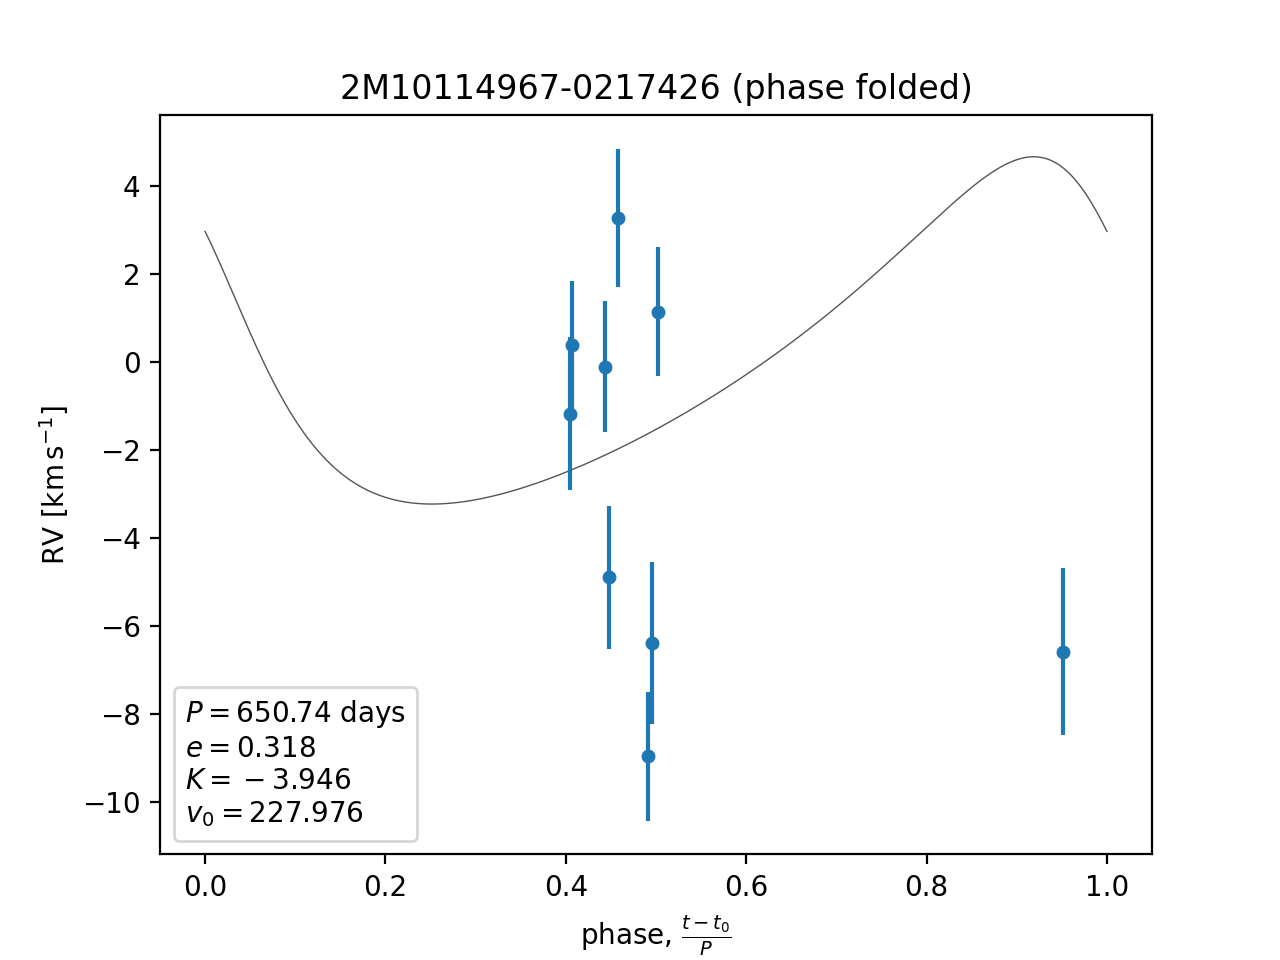 2M10114967-0217426 (phase folded)
RV [km s⁻¹]
4
2
0
−2
−4
−6
−8
−10
P = 650.74 days
e = 0.318
K = −3.946
v₀ = 227.976
0.0 0.2 0.4 0.6 0.8 1.0
phase, (t − t₀)/P